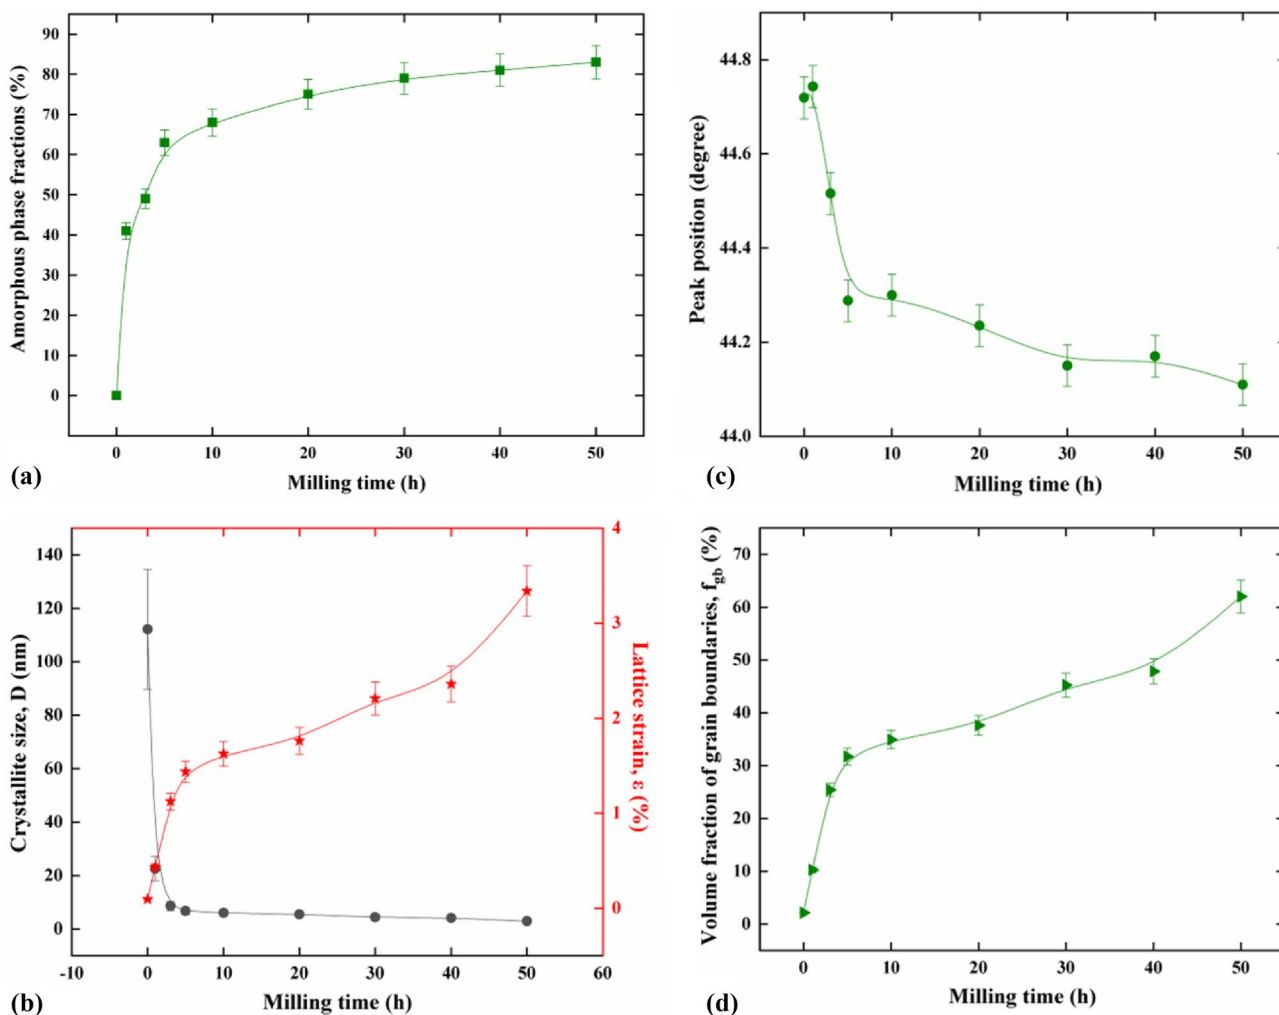 90
80
70
60
50
40
30
20
10
0
Amorphous phase fractions (%)
0 10 20 30 40 50
Milling time (h)
(a)
44.8
44.6
44.4
44.2
44.0
Peak position (degree)
0 10 20 30 40 50
Milling time (h)
(c)
140
120
100
80
60
40
20
0
Crystallite size, D (nm)
4
3
2
1
0
Lattice strain, ε (%)
-10 0 10 20 30 40 50 60
Milling time (h)
(b)
70
60
50
40
30
20
10
0
Volume fraction of grain boundaries, f_gb (%)
0 10 20 30 40 50
Milling time (h)
(d)